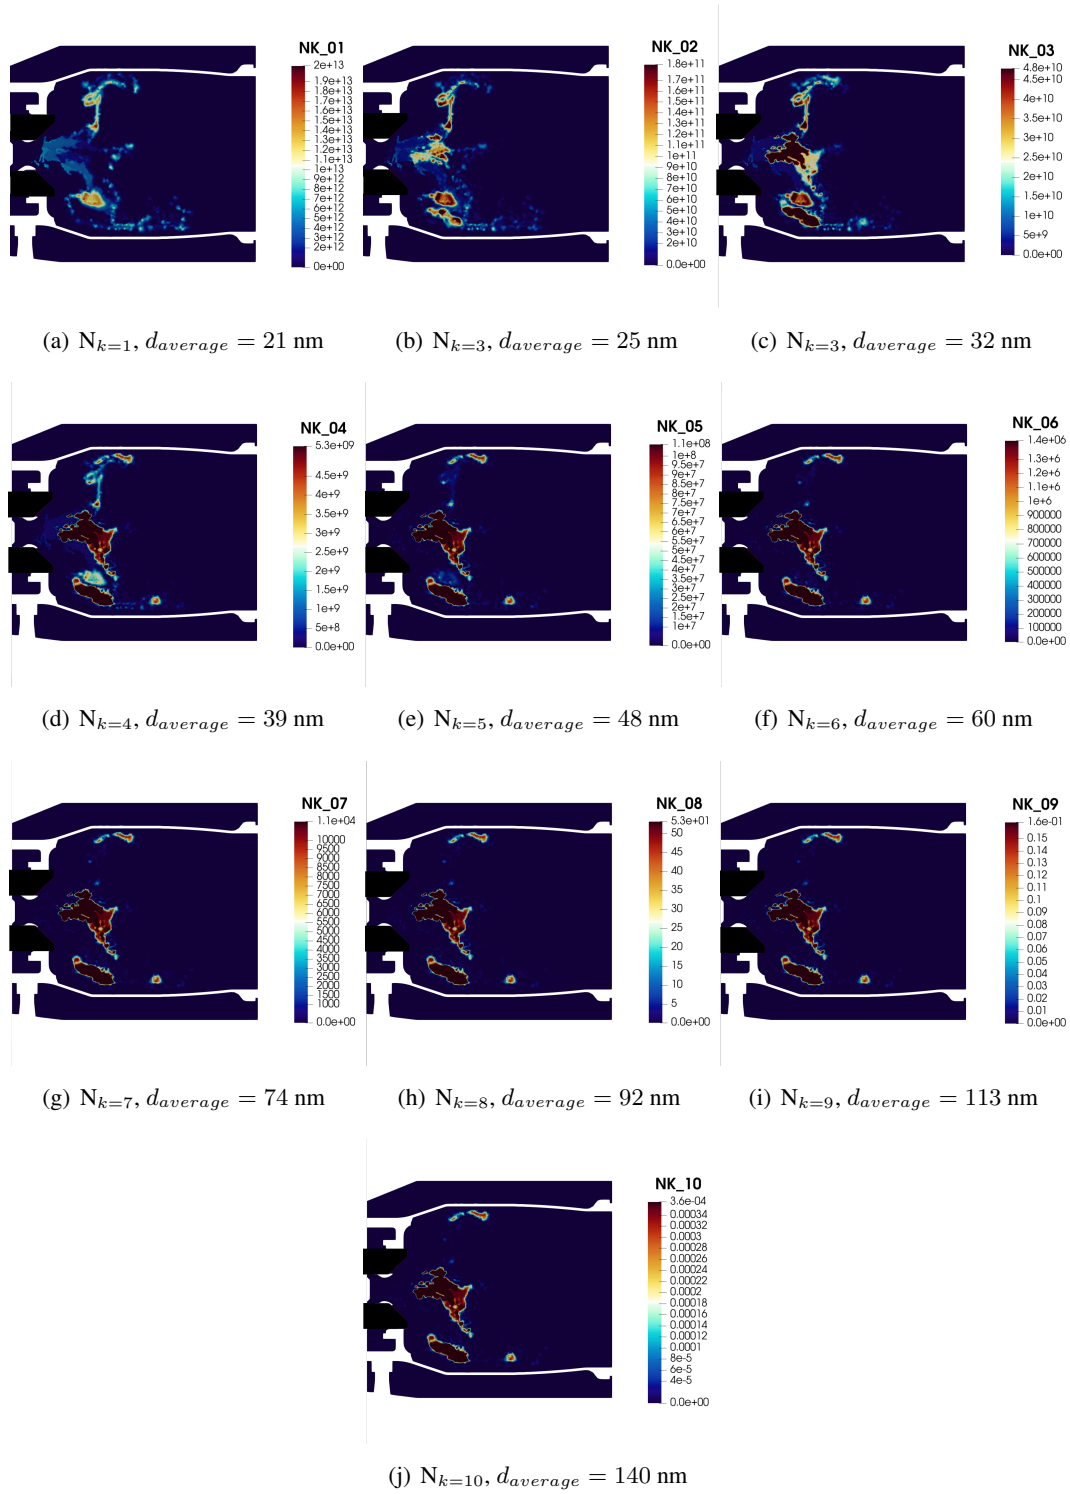 NK_01
2e+13
1.9e+13
1.8e+13
1.7e+13
1.6e+13
1.5e+13
1.4e+13
1.3e+13
1.2e+13
1.1e+13
1e+13
9e+12
8e+12
7e+12
6e+12
5e+12
4e+12
3e+12
2e+12
0e+00
NK_02
1.8e+11
1.7e+11
1.6e+11
1.5e+11
1.4e+11
1.3e+11
1.2e+11
1.1e+11
1e+11
9e+10
8e+10
7e+10
6e+10
5e+10
4e+10
3e+10
2e+10
0.0e+00
NK_03
4.8e+10
4.5e+10
4e+10
3.5e+10
3e+10
2.5e+10
2e+10
1.5e+10
1e+10
5e+9
0.0e+00
(a) N_{k=1}, d_{average} = 21 nm
(b) N_{k=3}, d_{average} = 25 nm
(c) N_{k=3}, d_{average} = 32 nm
NK_04
5.3e+09
4.5e+9
4e+9
3.5e+9
3e+9
2.5e+9
2e+9
1.5e+9
1e+9
5e+8
0.0e+00
NK_05
1.1e+08
1e+8
9.5e+7
9e+7
8.5e+7
8e+7
7.5e+7
7e+7
6.5e+7
6e+7
5.5e+7
5e+7
4.5e+7
4e+7
3.5e+7
3e+7
2.5e+7
2e+7
1.5e+7
1e+7
0.0e+00
NK_06
1.4e+06
1.3e+6
1.2e+6
1.1e+6
1e+6
900000
800000
700000
600000
500000
400000
300000
200000
100000
0.0e+00
(d) N_{k=4}, d_{average} = 39 nm
(e) N_{k=5}, d_{average} = 48 nm
(f) N_{k=6}, d_{average} = 60 nm
NK_07
1.1e+04
10000
9500
9000
8500
8000
7500
7000
6500
6000
5500
5000
4500
4000
3500
3000
2500
2000
1500
1000
0.0e+00
NK_08
5.3e+01
50
45
40
35
30
25
20
15
10
5
0.0e+00
NK_09
1.6e-01
0.15
0.14
0.13
0.12
0.11
0.1
0.09
0.08
0.07
0.06
0.05
0.04
0.03
0.02
0.01
0.0e+00
(g) N_{k=7}, d_{average} = 74 nm
(h) N_{k=8}, d_{average} = 92 nm
(i) N_{k=9}, d_{average} = 113 nm
NK_10
3.6e-04
0.00034
0.00032
0.0003
0.00028
0.00026
0.00024
0.00022
0.0002
0.00018
0.00016
0.00014
0.00012
0.0001
8e-5
6e-5
4e-5
0.0e+00
(j) N_{k=10}, d_{average} = 140 nm